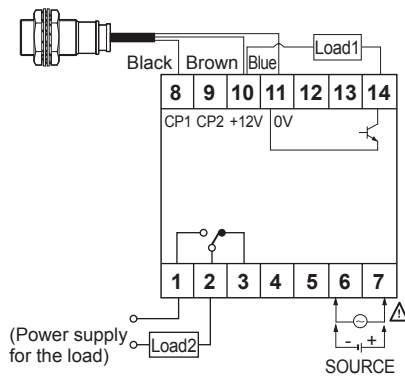 Black Brown Blue Load1
8 9 10 11 12 13 14
CP1 CP2 +12V 0V
1 2 3 4 5 6 7
(Power supply
for the load)
Load2
- +
SOURCE